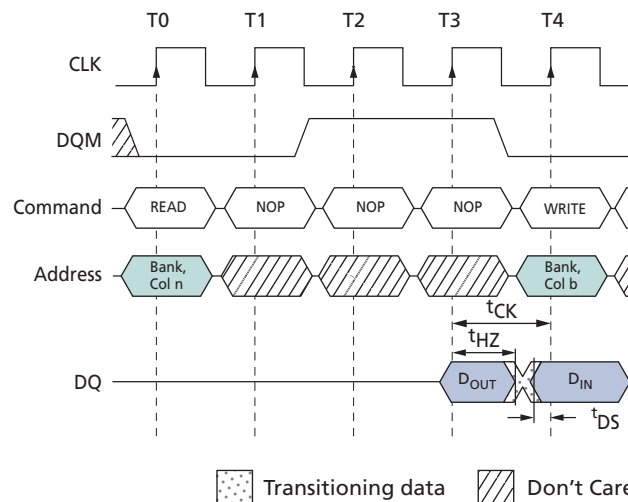 T0 T1 T2 T3 T4
CLK
DQM
Command READ NOP NOP NOP WRITE
Address Bank, Col n Bank, Col b
tCK
tHZ
DQ DOUT DIN
tDS
Transitioning data Don't Care